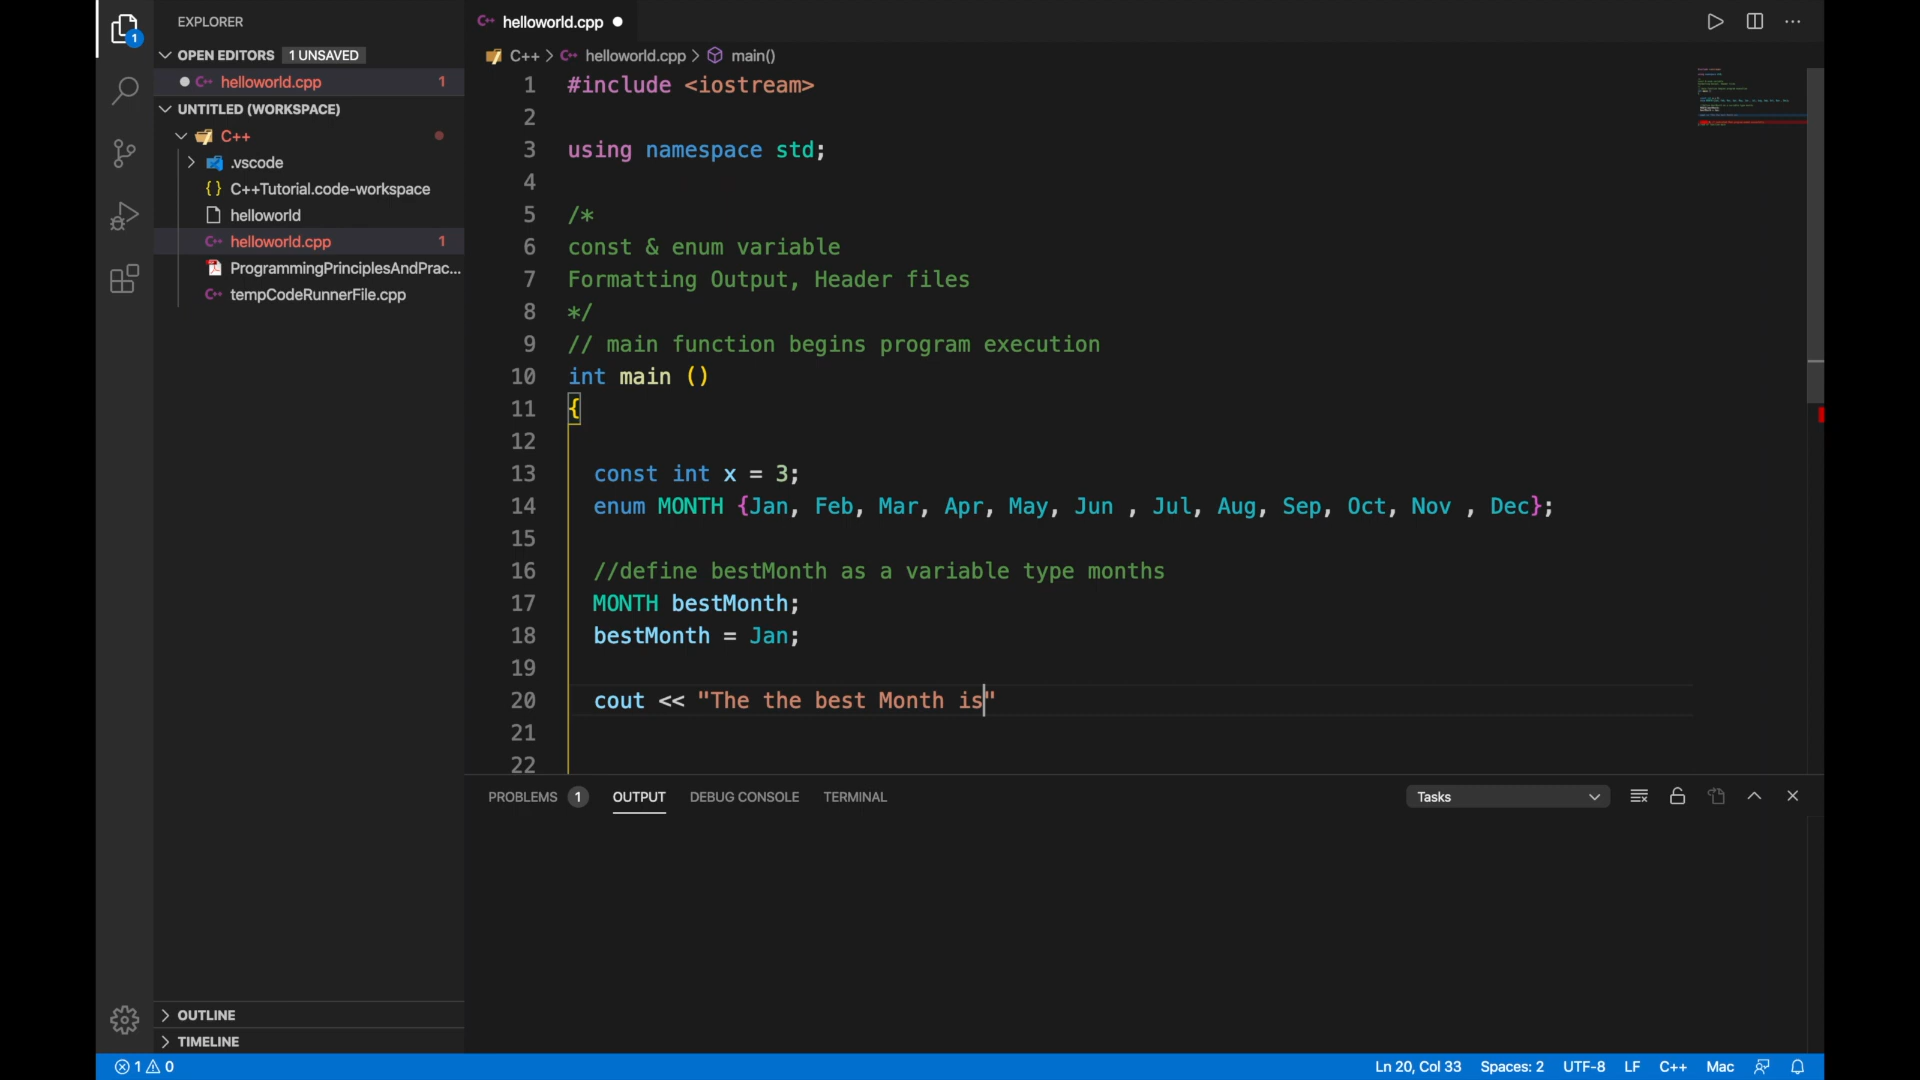 EXPLORER
OPEN EDITORS 1 UNSAVED
helloworld.cpp 1
UNTITLED (WORKSPACE)
C++
.vscode
{} C++Tutorial.code-workspace
helloworld
helloworld.cpp 1
ProgrammingPrinciplesAndPrac...
tempCodeRunnerFile.cpp
OUTLINE
TIMELINE
helloworld.cpp
C++ > helloworld.cpp > main()
1 #include <iostream>
2
3 using namespace std;
4
5 /*
6 const & enum variable
7 Formatting Output, Header files
8 */
9 // main function begins program execution
10 int main ()
11 {
12
13 const int x = 3;
14 enum MONTH {Jan, Feb, Mar, Apr, May, Jun , Jul, Aug, Sep, Oct, Nov , Dec};
15
16 //define bestMonth as a variable type months
17 MONTH bestMonth;
18 bestMonth = Jan;
19
20 cout << "The the best Month is"
21
22
PROBLEMS 1 OUTPUT DEBUG CONSOLE TERMINAL Tasks
1 0 Ln 20, Col 33 Spaces: 2 UTF-8 LF C++ Mac